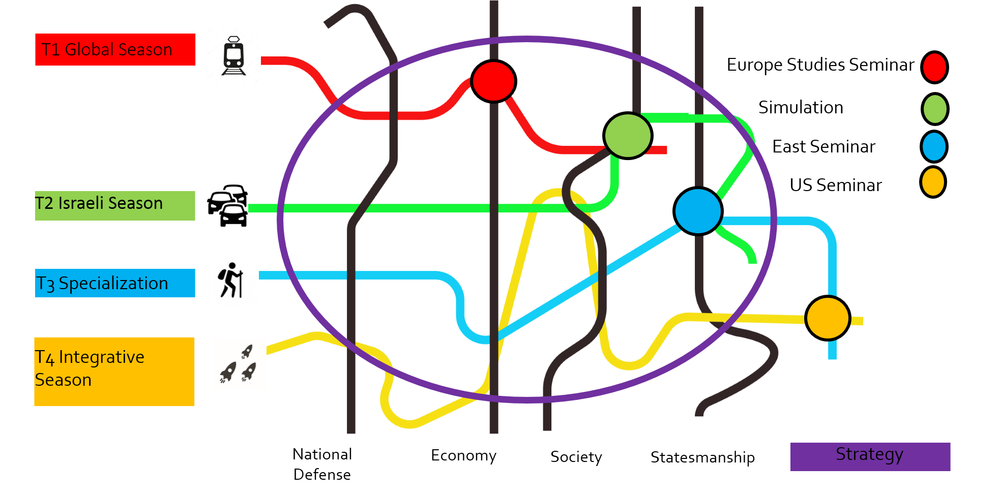 T1 Global Season
Europe Studies Seminar
Simulation
East Seminar
US Seminar
T2 Israeli Season
T3 Specialization
T4 Integrative
Season
National
Defense
Economy
Society
Statesmanship
Strategy